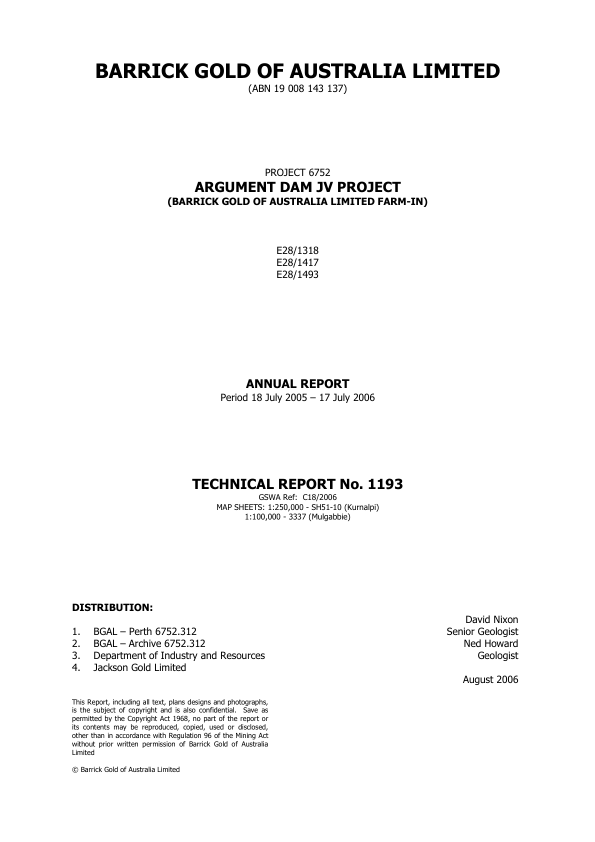 BARRICK GOLD OF AUSTRALIA LIMITED
(ABN 19 008 143 137)
PROJECT 6752
ARGUMENT DAM JV PROJECT
(BARRICK GOLD OF AUSTRALIA LIMITED FARM-IN)
E28/1318
E28/1417
E28/1493
ANNUAL REPORT
Period 18 July 2005 – 17 July 2006
TECHNICAL REPORT No. 1193
GSWA Ref: C18/2006
MAP SHEETS: 1:250,000 - SH51-10 (Kurnalpi)
1:100,000 - 3337 (Mulgabbie)
DISTRIBUTION:
1. BGAL – Perth 6752.312
2. BGAL – Archive 6752.312
3. Department of Industry and Resources
4. Jackson Gold Limited
David Nixon
Senior Geologist
Ned Howard
Geologist
August 2006
This Report, including all text, plans designs and photographs,
is the subject of copyright and is also confidential. Save as
permitted by the Copyright Act 1968, no part of the report or
its contents may be reproduced, copied, used or disclosed,
other than in accordance with Regulation 96 of the Mining Act
without prior written permission of Barrick Gold of Australia
Limited
© Barrick Gold of Australia Limited